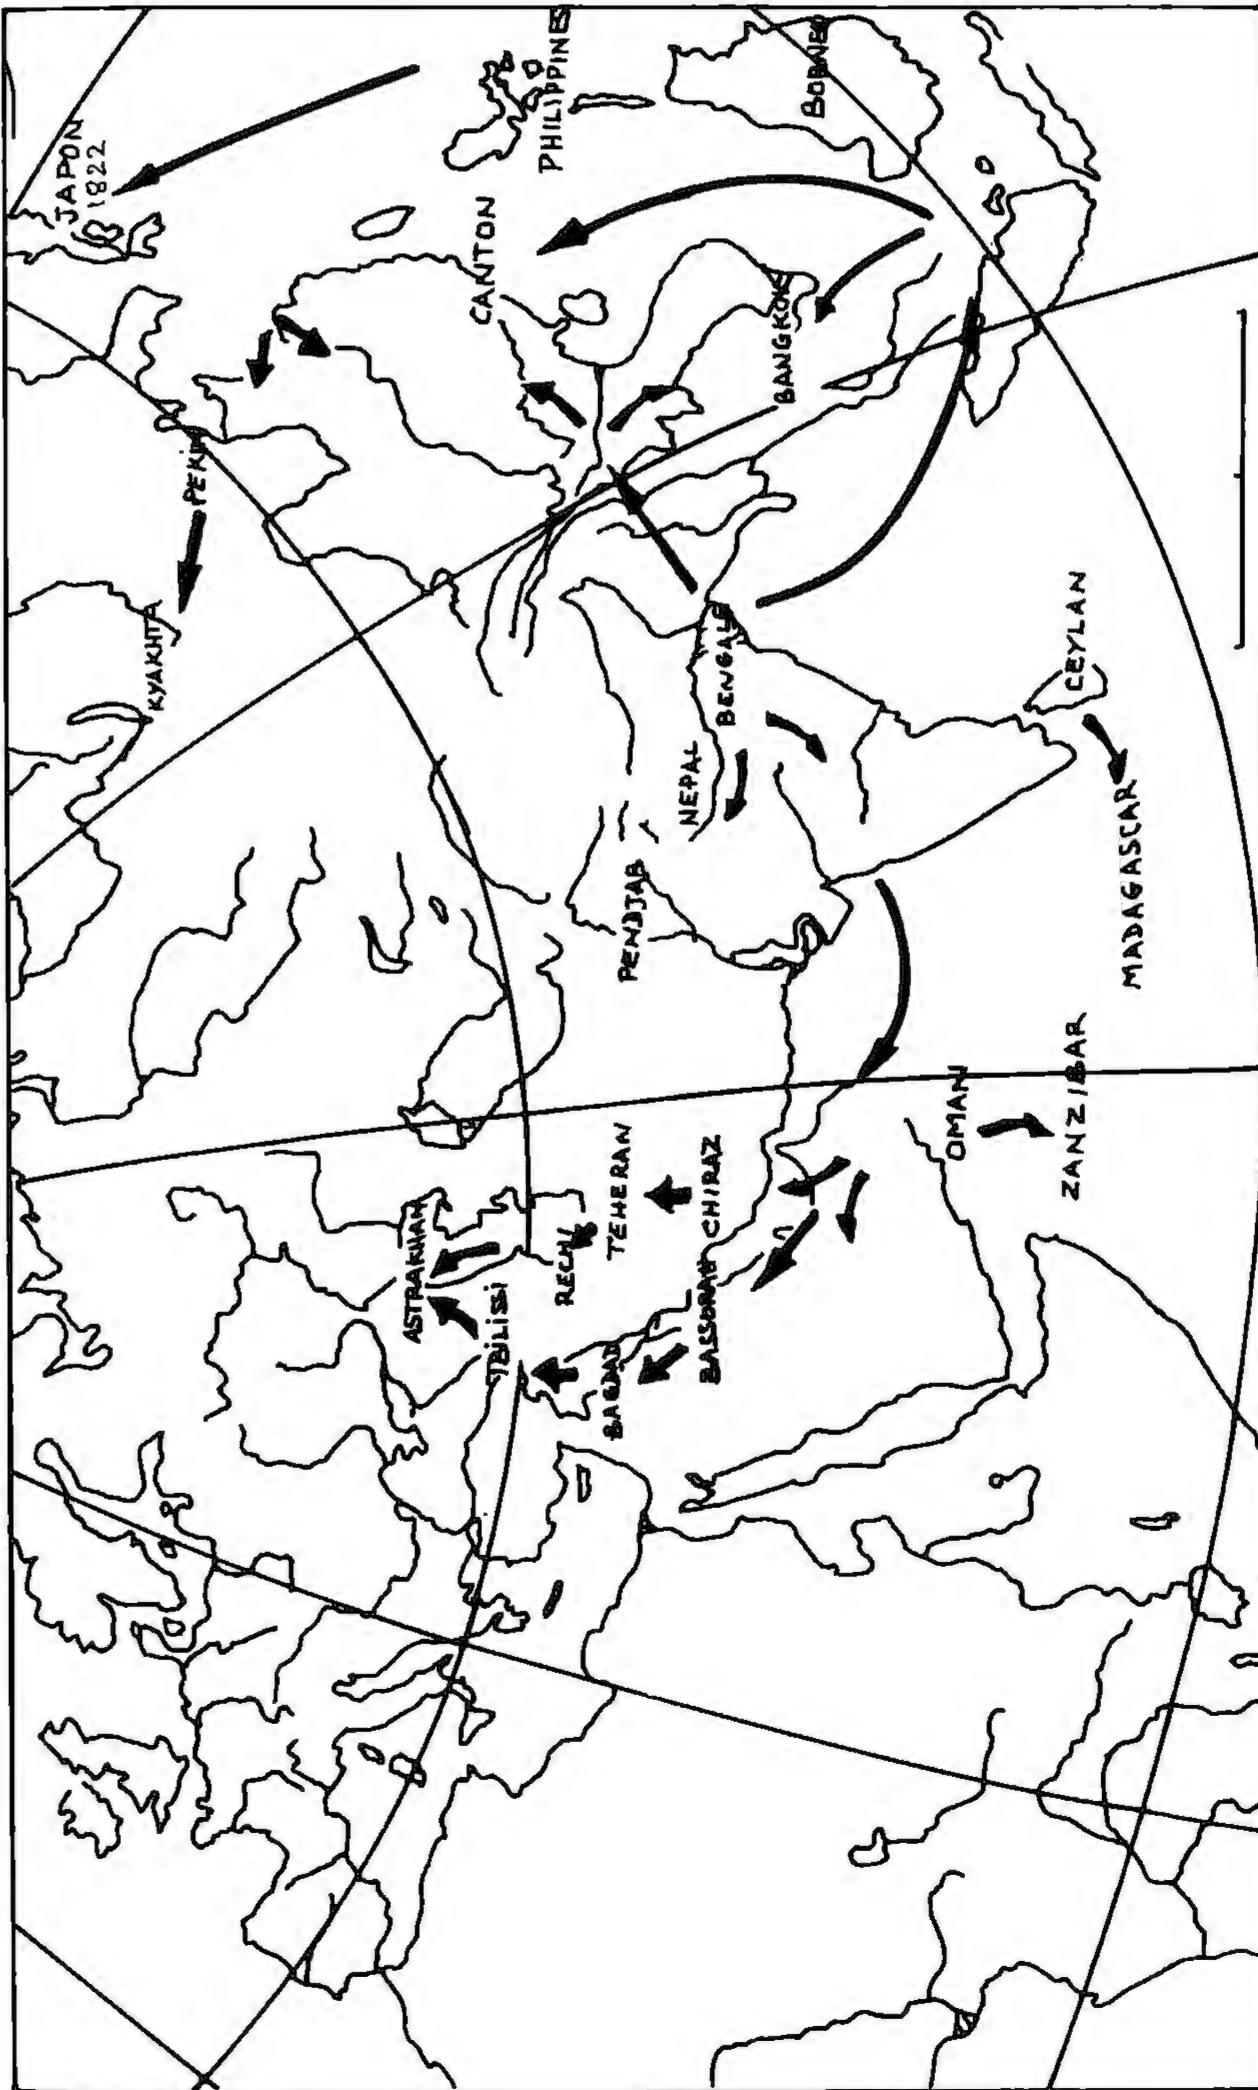 JAPON
1822
PHILIPPINES
BORNEO
CANTON
BANGKOK
PEKIN
KYAKHTA
BENGALE
CEYLAN
NEPAL
PENDJAB
MADAGASCAR
OMAN
ZANZIBAR
ASTRAKHAN
TEHERAN
CHIRAZ
RECHT
TBILISSI
BASSORAH
BAGDAD